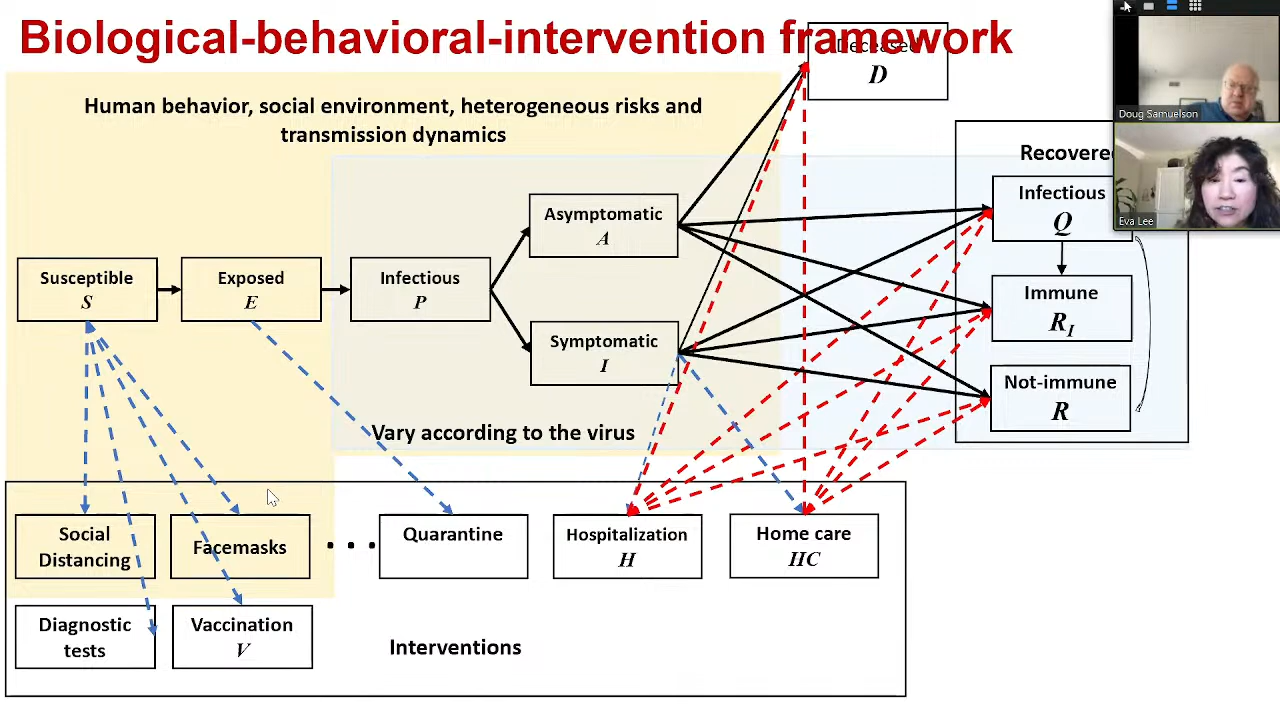 Biological-behavioral-intervention framework
Deceased
D
Human behavior, social environment, heterogeneous risks and
transmission dynamics
Doug Samuelson
Eva Lee
Recovere
Infectious
Q
Asymptomatic
A
Susceptible
S
Exposed
E
Infectious
P
Immune
R_I
Symptomatic
I
Not-immune
R
Vary according to the virus
Social
Distancing
Facemasks
. . .
Quarantine
Hospitalization
H
Home care
HC
Diagnostic
tests
Vaccination
V
Interventions